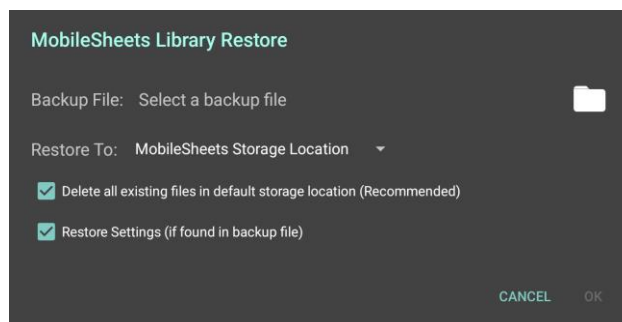 MobileSheets Library Restore
Backup File: Select a backup file
Restore To: MobileSheets Storage Location
Delete all existing files in default storage location (Recommended)
Restore Settings (if found in backup file)
CANCEL OK